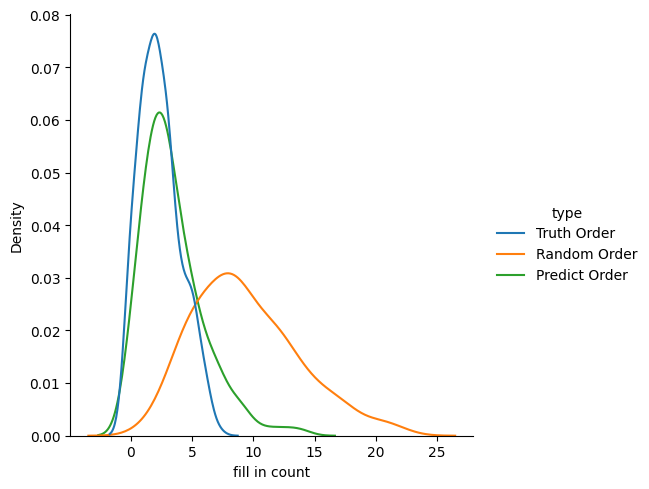 0.08
0.07
0.06
0.05
0.04
0.03
0.02
0.01
0.00
Density
0 5 10 15 20 25
fill in count
type
Truth Order
Random Order
Predict Order